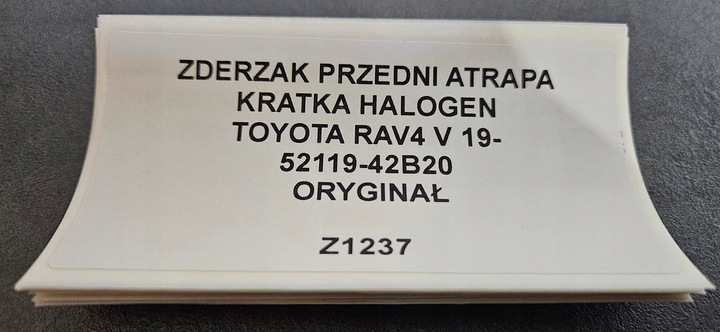 ZDERZAK PRZEDNI ATRAPA
KRATKA HALOGEN
TOYOTA RAV4 V 19-
52119-42B20
ORYGINAŁ
Z1237